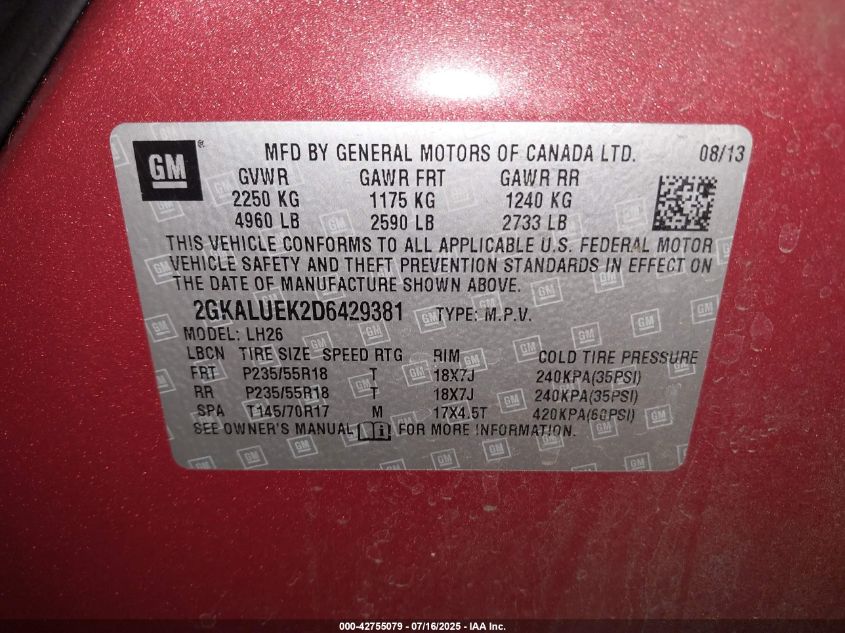 GM
MFD BY GENERAL MOTORS OF CANADA LTD. 08/13
GVWR GAWR FRT GAWR RR
2250 KG 1175 KG 1240 KG
4960 LB 2590 LB 2733 LB
THIS VEHICLE CONFORMS TO ALL APPLICABLE U.S. FEDERAL MOTOR
VEHICLE SAFETY AND THEFT PREVENTION STANDARDS IN EFFECT ON
THE DATE OF MANUFACTURE SHOWN ABOVE.
2GKALUEK2D6429381 TYPE: M.P.V.
MODEL: LH26
LBCN TIRE SIZE SPEED RTG RIM COLD TIRE PRESSURE
FRT P235/55R18 T 18X7J 240KPA(35PSI)
RR P235/55R18 T 18X7J 240KPA(35PSI)
SPA T145/70R17 M 17X4.5T 420KPA(60PSI)
SEE OWNER'S MANUAL FOR MORE INFORMATION.
000-42755079 - 07/16/2025 - IAA Inc.